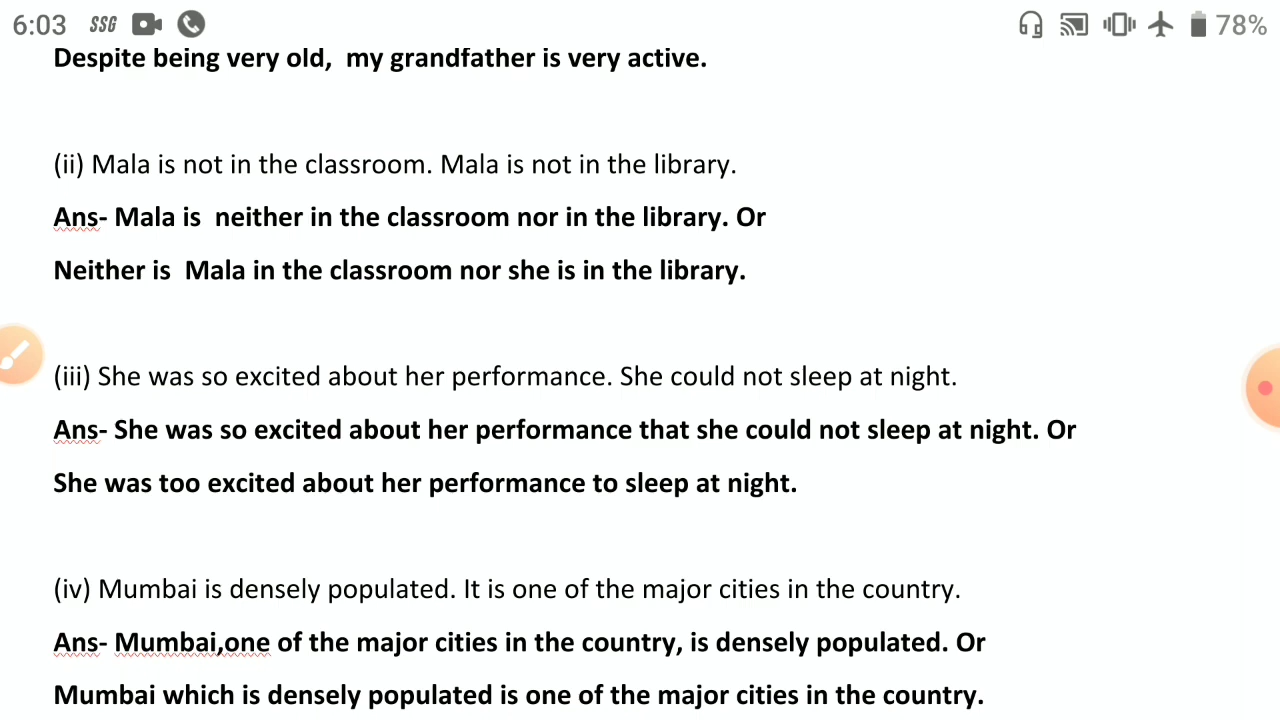 6:03 SSG 78%
Despite being very old,  my grandfather is very active.
(ii) Mala is not in the classroom. Mala is not in the library.
Ans- Mala is  neither in the classroom nor in the library. Or
Neither is  Mala in the classroom nor she is in the library.
(iii) She was so excited about her performance. She could not sleep at night.
Ans- She was so excited about her performance that she could not sleep at night. Or
She was too excited about her performance to sleep at night.
(iv) Mumbai is densely populated. It is one of the major cities in the country.
Ans- Mumbai,one of the major cities in the country, is densely populated. Or
Mumbai which is densely populated is one of the major cities in the country.